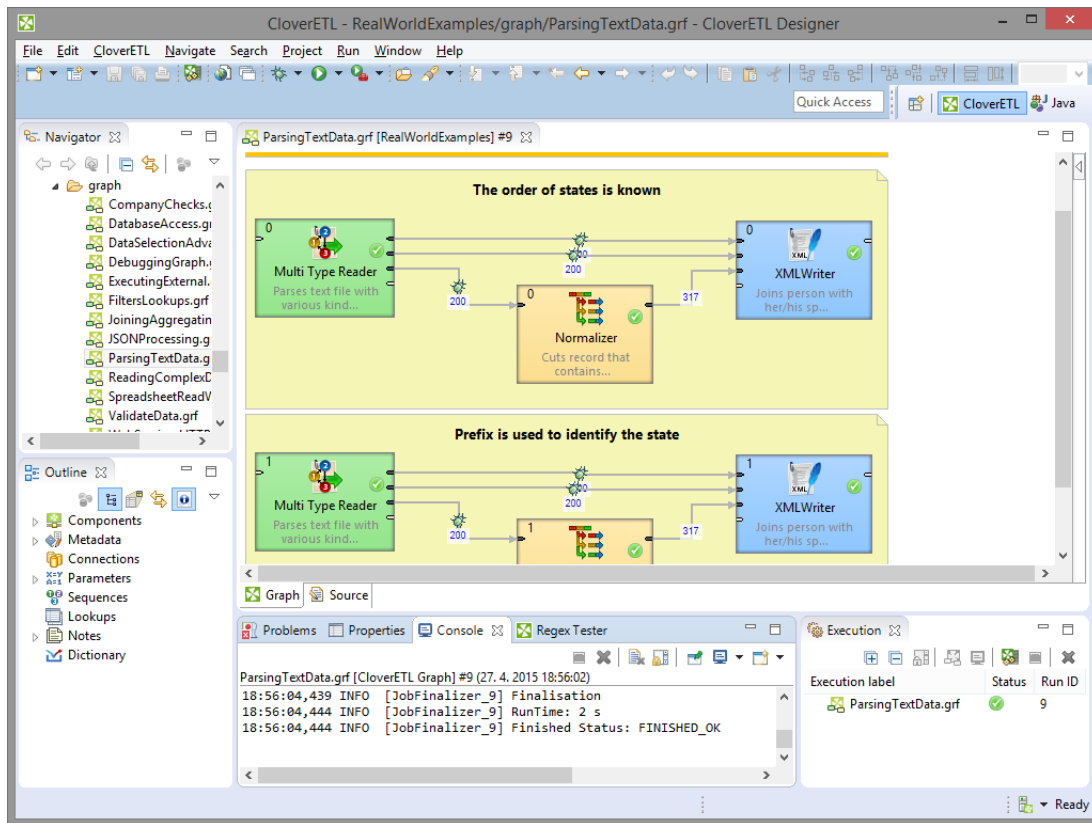 CloverETL - RealWorldExamples/graph/ParsingTextData.grf - CloverETL Designer
File Edit CloverETL Navigate Search Project Run Window Help
Quick Access
CloverETL
Java
Navigator
graph
CompanyChecks.g
DatabaseAccess.gr
DataSelectionAdva
DebuggingGraph.
ExecutingExternal.
FiltersLookups.grf
JoiningAggregatin
JSONProcessing.g
ParsingTextData.g
ReadingComplexD
SpreadsheetReadW
ValidateData.grf
ParsingTextData.grf [RealWorldExamples] #9
The order of states is known
0
Multi Type Reader
Parses text file with
various kind...
200
200
0
Normalizer
Cuts record that
contains...
317
0
XML
XMLWriter
Joins person with
her/his sp...
Prefix is used to identify the state
1
Multi Type Reader
Parses text file with
various kind...
200
200
1
317
1
XML
XMLWriter
Joins person with
her/his sp...
Graph
Source
Outline
Components
Metadata
Connections
Parameters
Sequences
Lookups
Notes
Dictionary
Problems Properties Console Regex Tester
ParsingTextData.grf [CloverETL Graph] #9 (27. 4. 2015 18:56:02)
18:56:04,439 INFO [JobFinalizer_9] Finalisation
18:56:04,444 INFO [JobFinalizer_9] RunTime: 2 s
18:56:04,444 INFO [JobFinalizer_9] Finished Status: FINISHED_OK
Execution
Execution label Status Run ID
ParsingTextData.grf 9
Ready